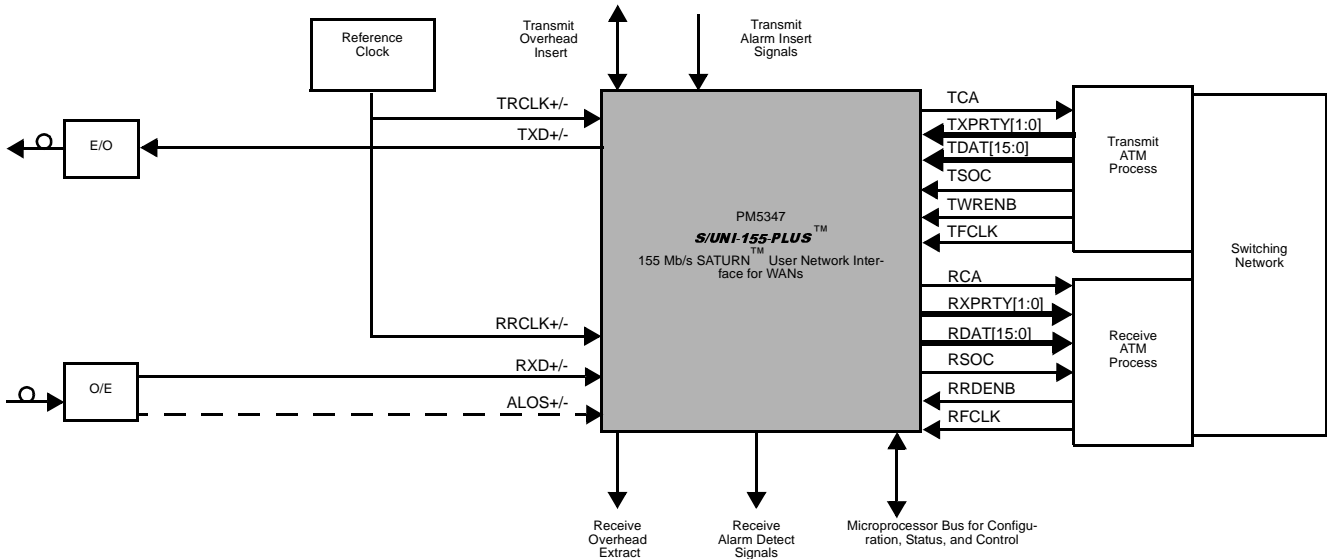 Transmit
Overhead
Insert
Transmit
Alarm Insert
Signals
Reference
Clock
TRCLK+/-
TXD+/-
E/O
PM5347
S/UNI-155-PLUS™
155 Mb/s SATURN™ User Network Inter-
face for WANs
RRCLK+/-
RXD+/-
O/E
ALOS+/-
TCA
TXPRTY[1:0]
TDAT[15:0]
TSOC
TWRENB
TFCLK
Transmit
ATM
Process
RCA
RXPRTY[1:0]
RDAT[15:0]
RSOC
RRDENB
RFCLK
Receive
ATM
Process
Switching
Network
Receive
Overhead
Extract
Receive
Alarm Detect
Signals
Microprocessor Bus for Configu-
ration, Status, and Control